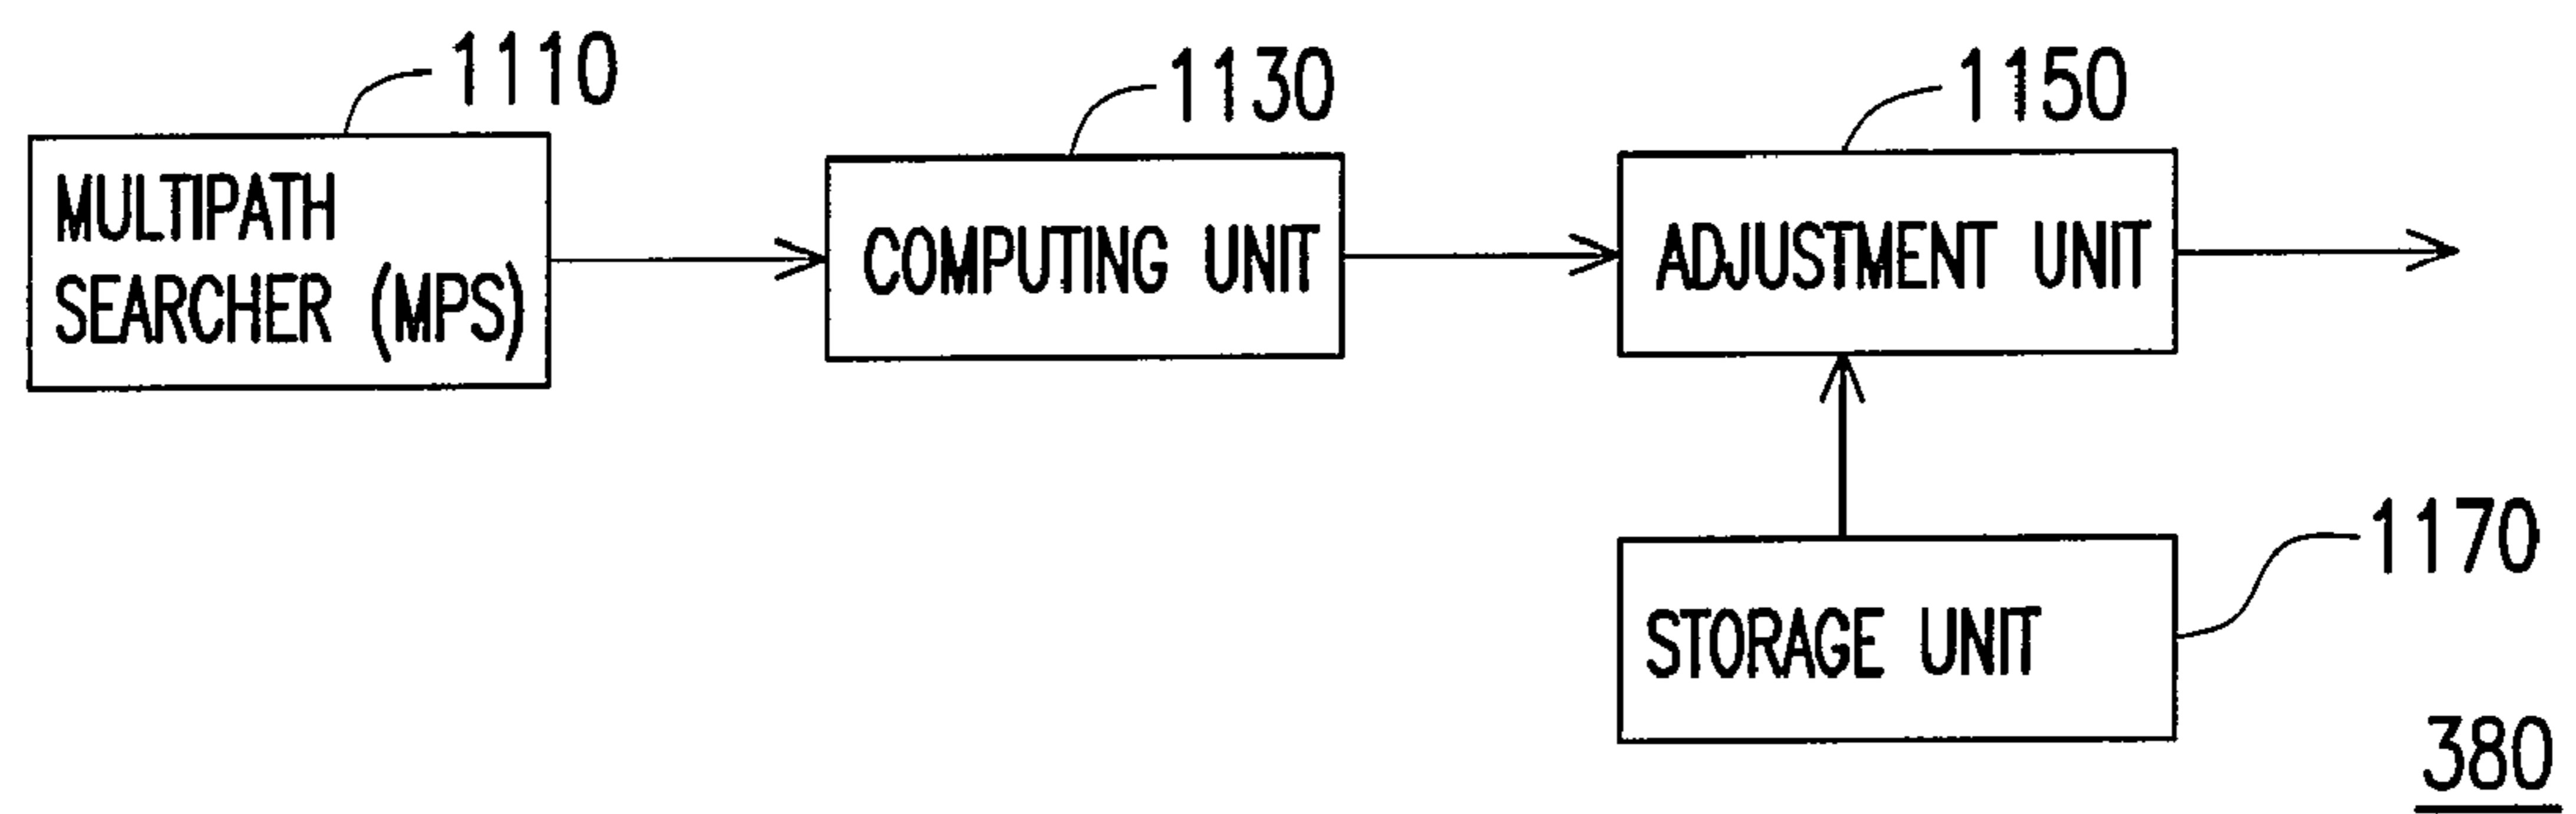 1110
1130
1150
MULTIPATH
SEARCHER (MPS)
COMPUTING UNIT
ADJUSTMENT UNIT
1170
STORAGE UNIT
380